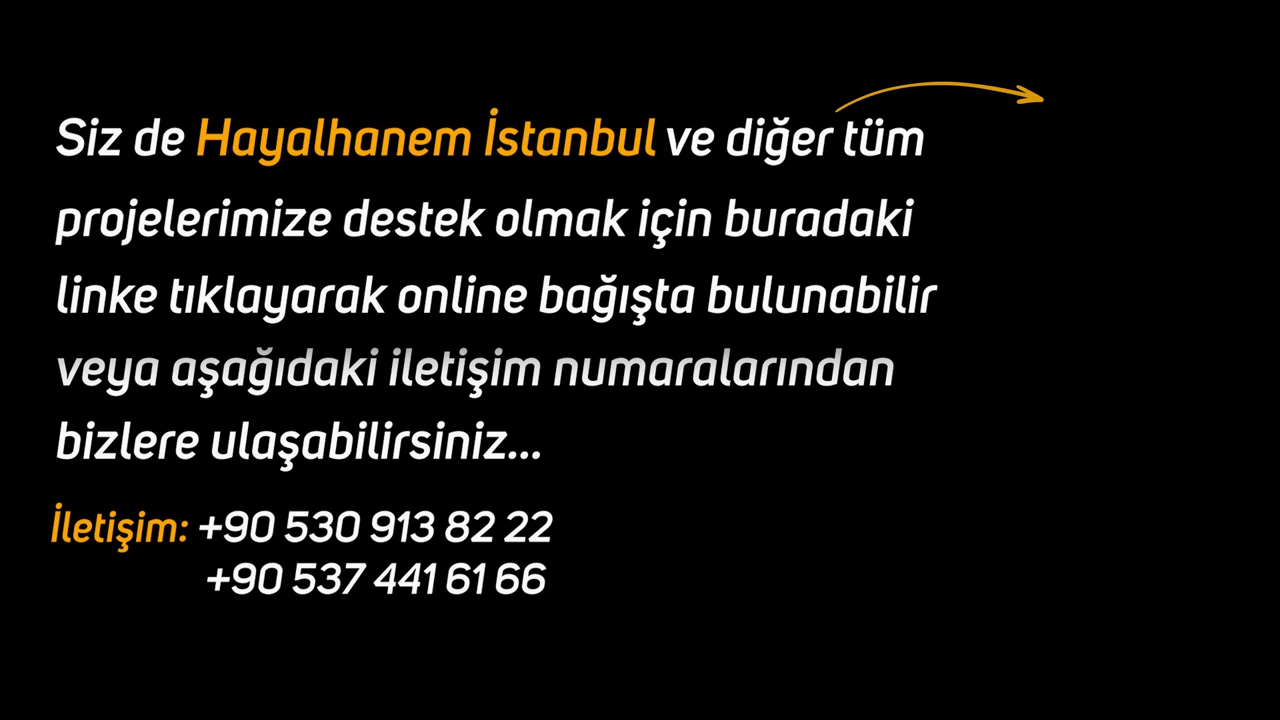 Siz de Hayalhanem İstanbul ve diğer tüm
projelerimize destek olmak için buradaki
linke tıklayarak online bağışta bulunabilir
veya aşağıdaki iletişim numaralarından
bizlere ulaşabilirsiniz...
İletişim: +90 530 913 82 22
+90 537 441 61 66